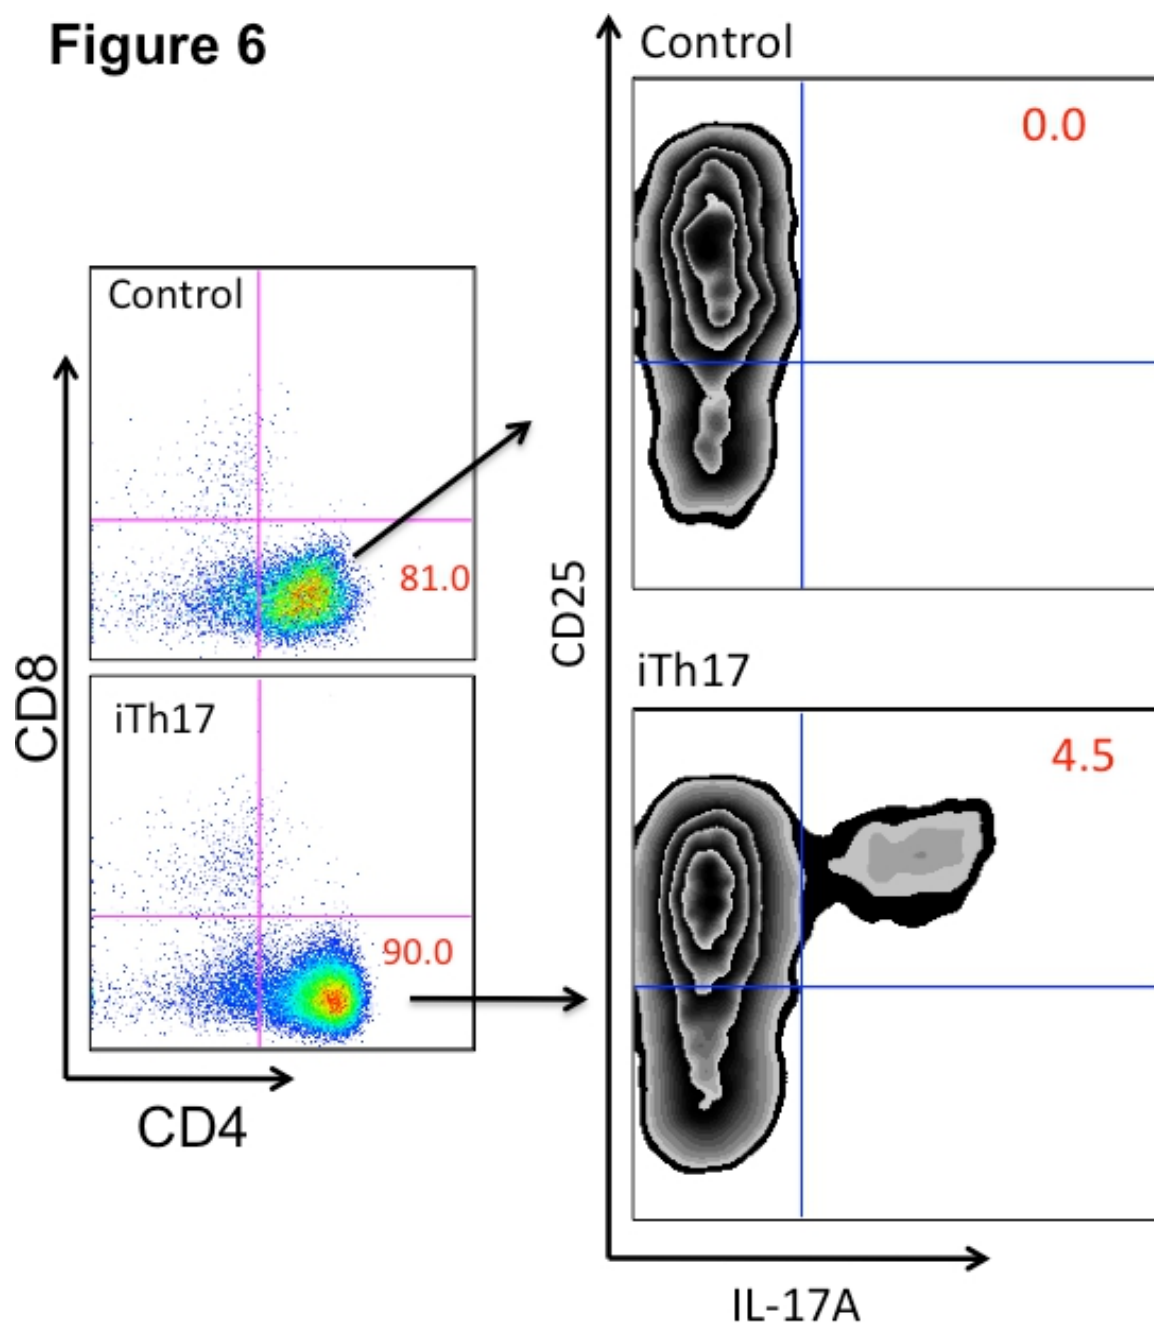 Figure 6
Control
0.0
Control
81.0
CD8
iTh17
90.0
CD4
CD25
iTh17
4.5
IL-17A